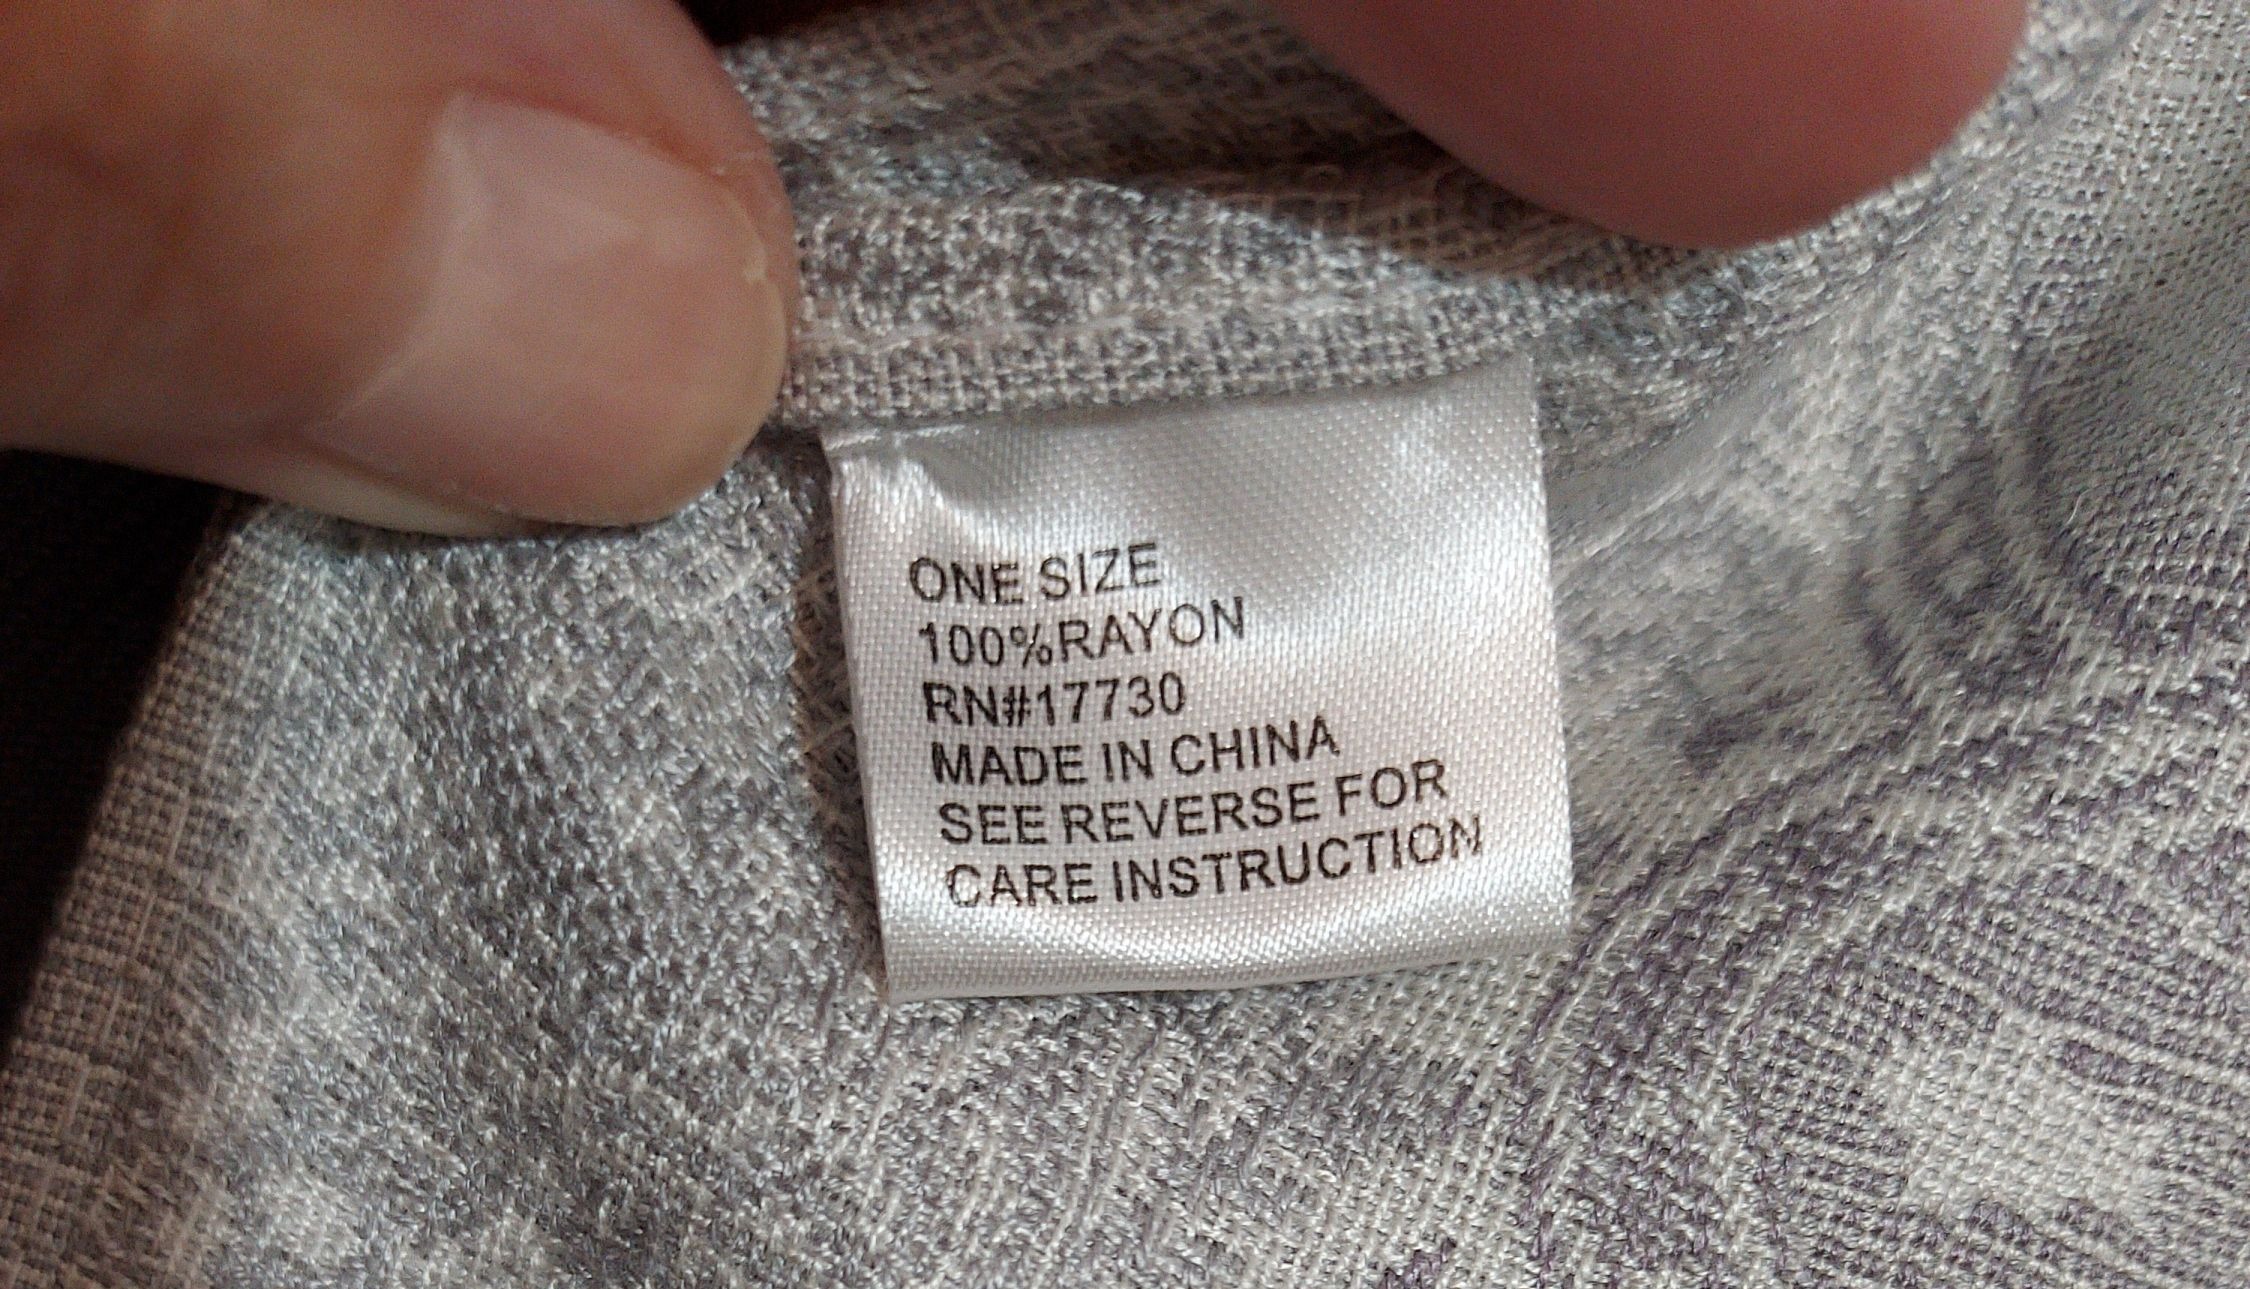 ONE SIZE
100%RAYON
RN#17730
MADE IN CHINA
SEE REVERSE FOR
CARE INSTRUCTION